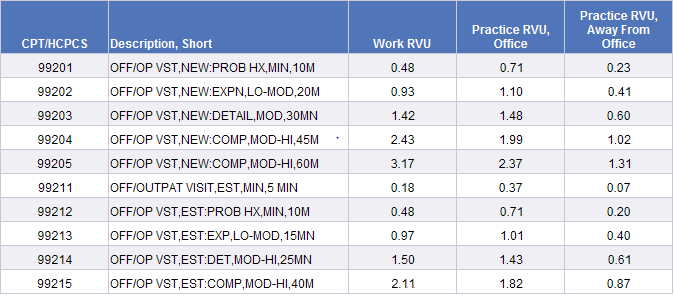 CPT/HCPCS Description, Short Work RVU Practice RVU, Office Practice RVU, Away From Office
99201 OFF/OP VST,NEW:PROB HX,MIN,10M 0.48 0.71 0.23
99202 OFF/OP VST,NEW:EXPN,LO-MOD,20M 0.93 1.10 0.41
99203 OFF/OP VST,NEW:DETAIL,MOD,30MN 1.42 1.48 0.60
99204 OFF/OP VST,NEW:COMP,MOD-HI,45M 2.43 1.99 1.02
99205 OFF/OP VST,NEW:COMP,MOD-HI,60M 3.17 2.37 1.31
99211 OFF/OUTPAT VISIT,EST,MIN,5 MIN 0.18 0.37 0.07
99212 OFF/OP VST,EST:PROB HX,MIN,10M 0.48 0.71 0.20
99213 OFF/OP VST,EST:EXP,LO-MOD,15MN 0.97 1.01 0.40
99214 OFF/OP VST,EST:DET,MOD-HI,25MN 1.50 1.43 0.61
99215 OFF/OP VST,EST:COMP,MOD-HI,40M 2.11 1.82 0.87